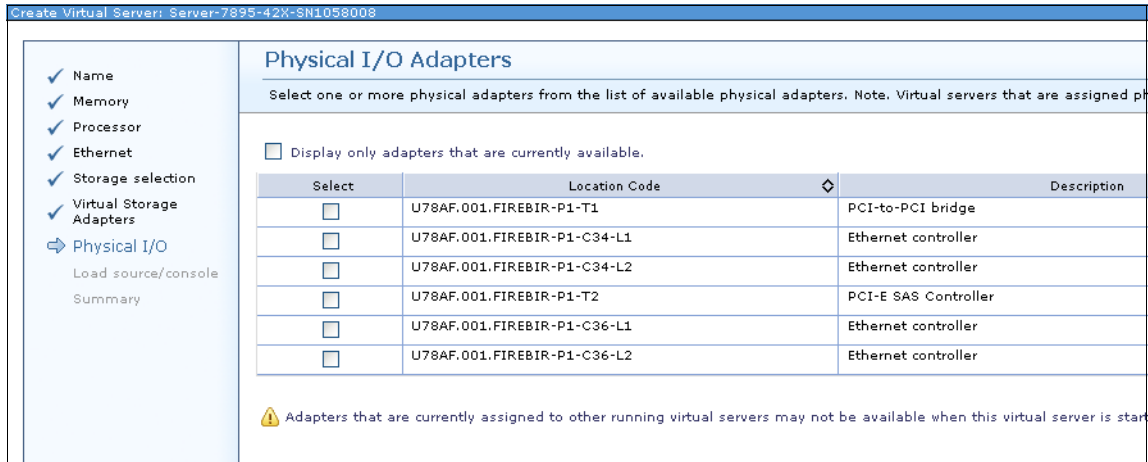 Create Virtual Server: Server-7895-42X-SN1058008
Name
Memory
Processor
Ethernet
Storage selection
Virtual Storage
Adapters
Physical I/O
Load source/console
Summary
Physical I/O Adapters
Select one or more physical adapters from the list of available physical adapters. Note. Virtual servers that are assigned
Display only adapters that are currently available.
Select Location Code Description
U78AF.001.FIREBIR-P1-T1 PCI-to-PCI bridge
U78AF.001.FIREBIR-P1-C34-L1 Ethernet controller
U78AF.001.FIREBIR-P1-C34-L2 Ethernet controller
U78AF.001.FIREBIR-P1-T2 PCI-E SAS Controller
U78AF.001.FIREBIR-P1-C36-L1 Ethernet controller
U78AF.001.FIREBIR-P1-C36-L2 Ethernet controller
Adapters that are currently assigned to other running virtual servers may not be available when this virtual server is star